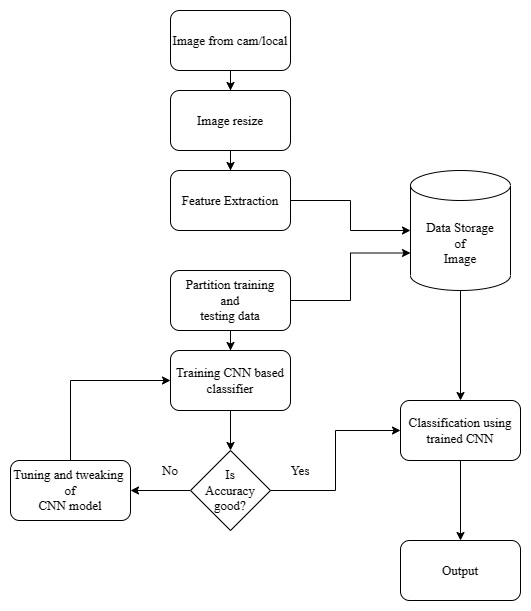 Image from cam/local
Image resize
Feature Extraction
Data Storage
of
Image
Partition training
and
testing data
Training CNN based
classifier
Classification using
trained CNN
No
Is
Accuracy
good?
Yes
Tuning and tweaking
of
CNN model
Output